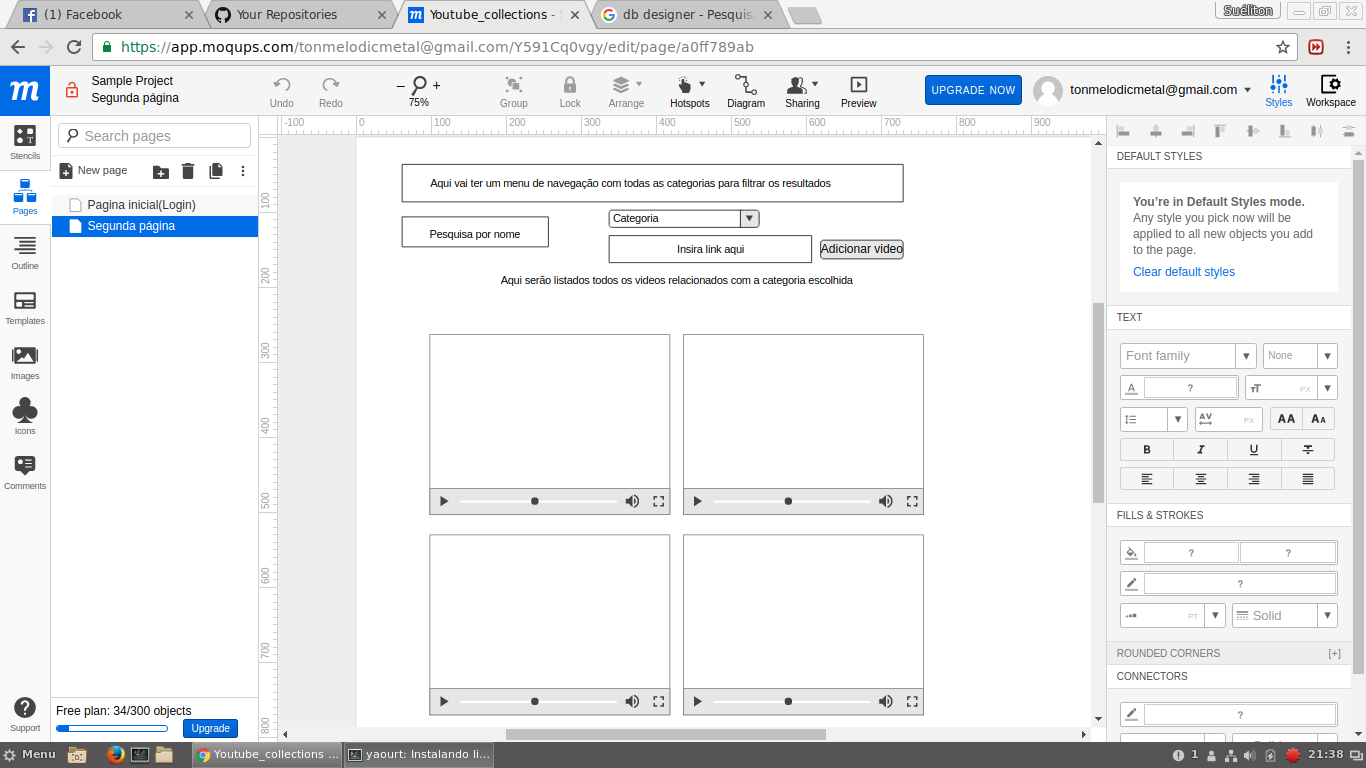 (1) Facebook
Your Repositories
Youtube_collections -
db designer - Pesquis
Suéliton
https://app.moqups.com/tonmelodicmetal@gmail.com/Y591Cq0vgy/edit/page/a0ff789ab
m
Sample Project
Segunda página
Undo
Redo
– +
75%
Group
Lock
Arrange
Hotspots
Diagram
Sharing
Preview
UPGRADE NOW
tonmelodicmetal@gmail.com
Styles
Workspace
Stencils
Pages
Outline
Templates
Images
Icons
Comments
Support
Search pages
New page
Pagina inicial(Login)
Segunda página
Free plan: 34/300 objects
Upgrade
-100 0 100 200 300 400 500 600 700 800 900
100
200
300
400
500
600
700
800
Aqui vai ter um menu de navegação com todas as categorias para filtrar os resultados
Categoria
Pesquisa por nome
Insira link aqui
Adicionar video
Aqui serão listados todos os videos relacionados com a categoria escolhida
DEFAULT STYLES
You’re in Default Styles mode.
Any style you pick now will be
applied to all new objects you add
to the page.
Clear default styles
TEXT
Font family
None
A ? TT PX
AV PX AA AA
B I U T
FILLS & STROKES
? ?
?
PT Solid
ROUNDED CORNERS [+]
CONNECTORS
?
Menu
Youtube_collections ...
yaourt: Instalando li...
1
21:38